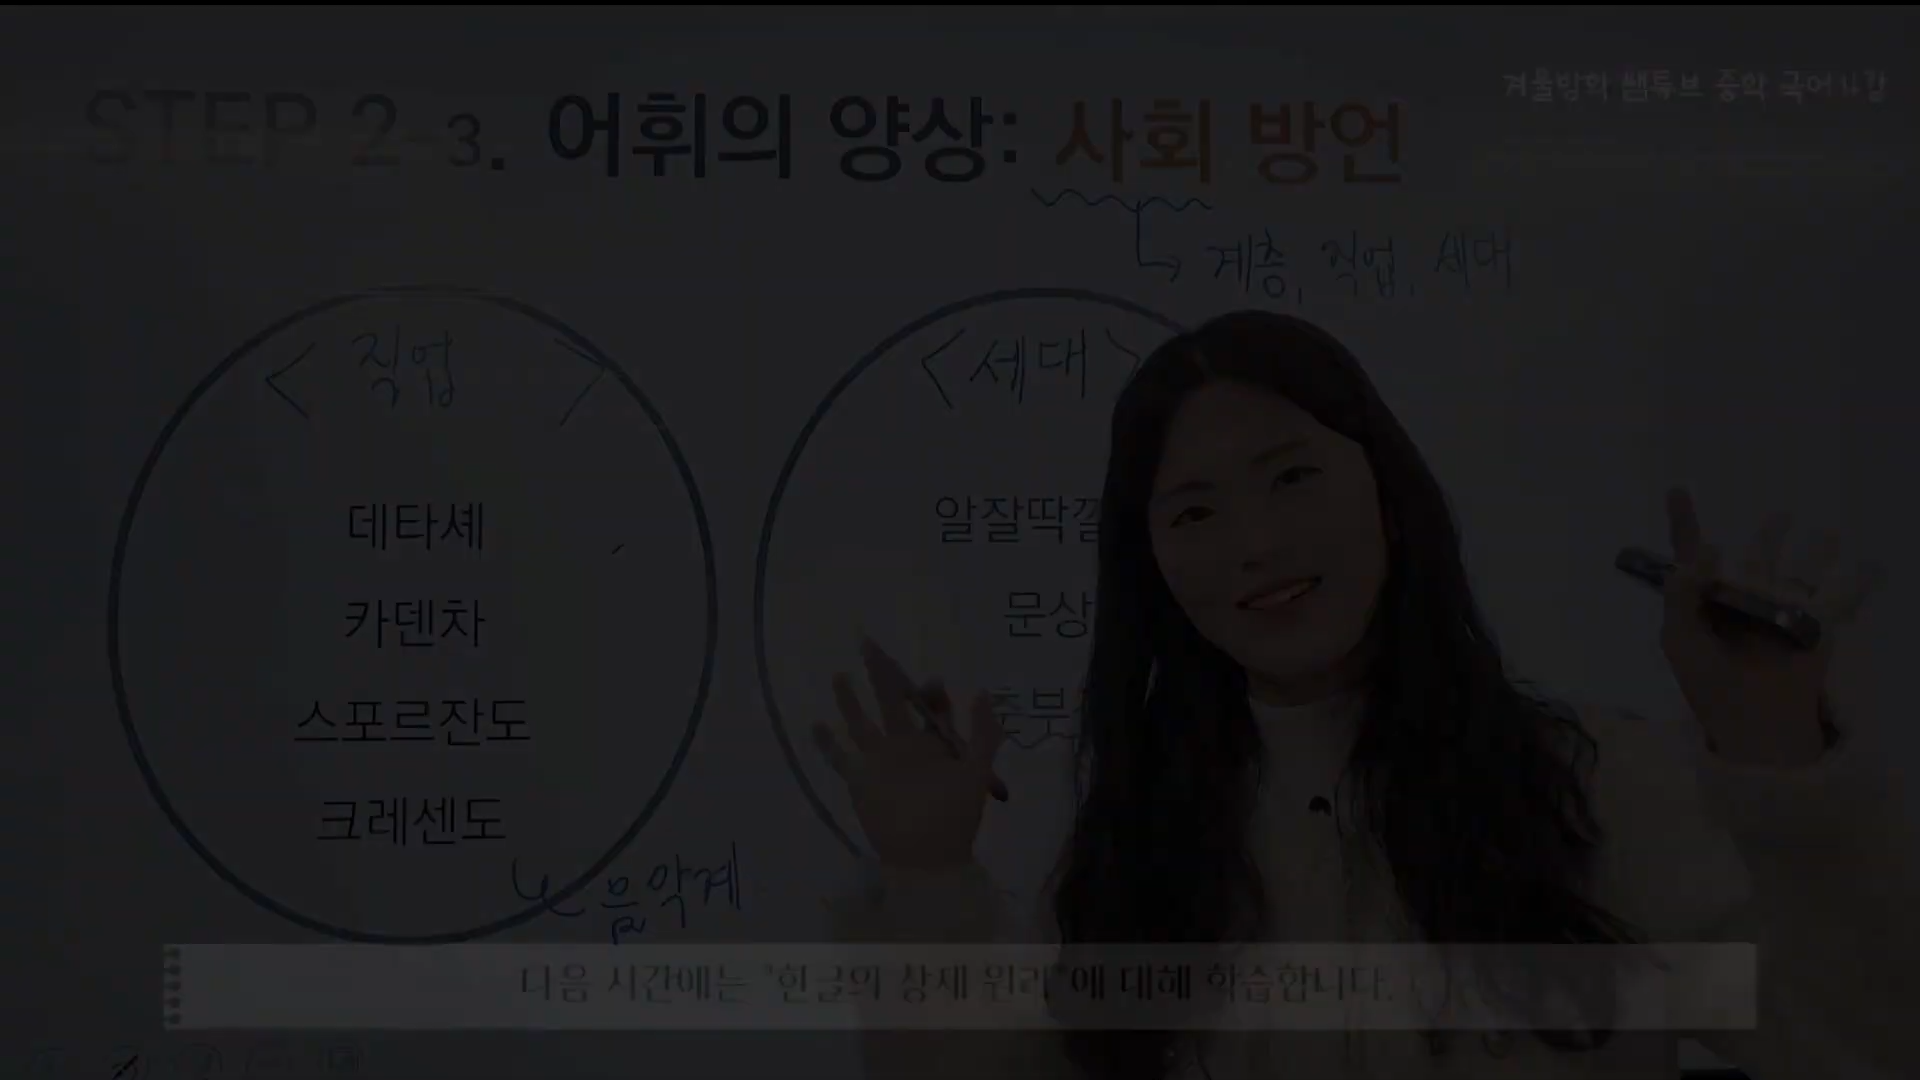 겨울방학 쌤튜브 중학 국어 4강
STEP 2-3. 어휘의 양상: 사회 방언
계층, 직업, 세대
<직업>
데타셰
카덴차
스포르잔도
크레센도
음악계
<세대>
알잘딱깔
문상
다음 시간에는 "한글의 창제 원리"에 대해 학습합니다.